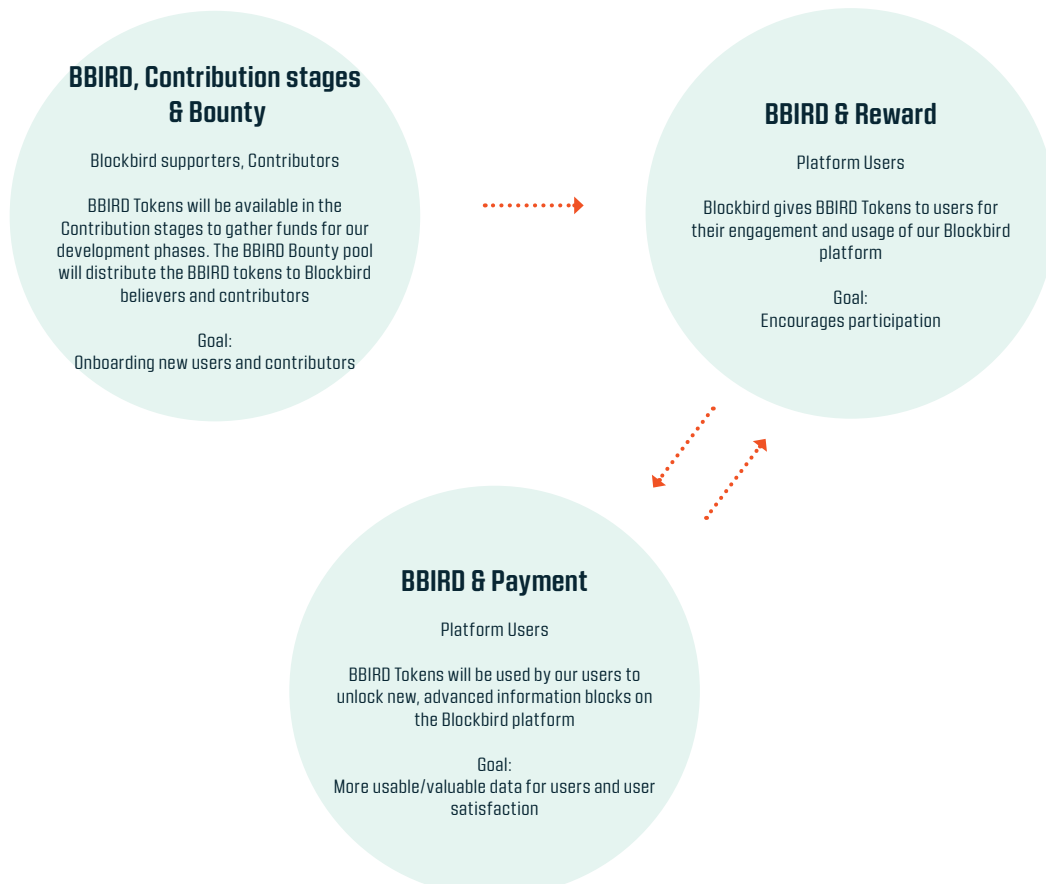 BBIRD, Contribution stages
& Bounty
Blockbird supporters, Contributors
BBIRD Tokens will be available in the
Contribution stages to gather funds for our
development phases. The BBIRD Bounty pool
will distribute the BBIRD tokens to Blockbird
believers and contributors
Goal:
Onboarding new users and contributors
BBIRD & Reward
Platform Users
Blockbird gives BBIRD Tokens to users for
their engagement and usage of our Blockbird
platform
Goal:
Encourages participation
BBIRD & Payment
Platform Users
BBIRD Tokens will be used by our users to
unlock new, advanced information blocks on
the Blockbird platform
Goal:
More usable/valuable data for users and user
satisfaction